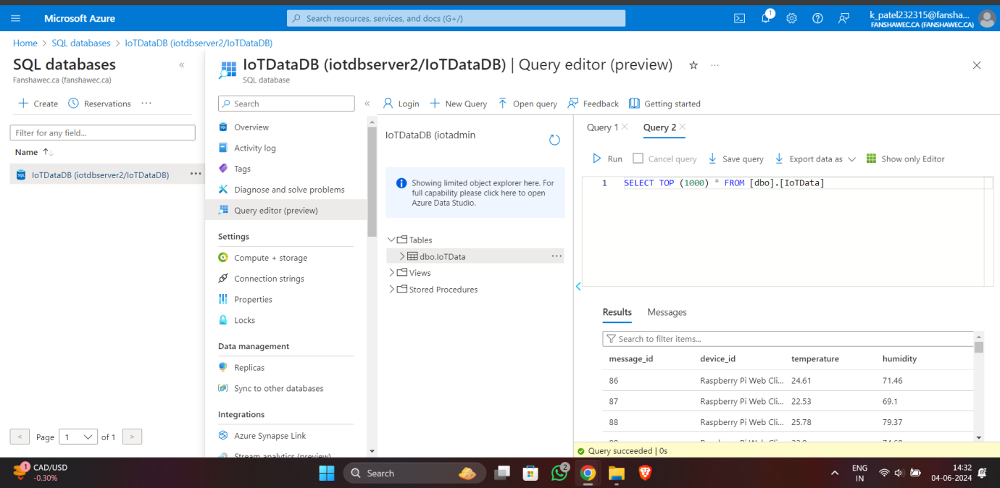 Microsoft Azure
Search resources, services, and docs (G+/)
1
k_patel232315@fansha...
FANSHAWEC.CA (FANSHAWEC.CA)
Home > SQL databases > IoTDataDB (iotdbserver2/IoTDataDB)
SQL databases
Fanshawec.ca (fanshawec.ca)
Create
Reservations
Filter for any field...
Name
IoTDataDB (iotdbserver2/IoTDataDB)
< Page 1 of 1 >
IoTDataDB (iotdbserver2/IoTDataDB) | Query editor (preview)
SQL database
Search
Overview
Activity log
Tags
Diagnose and solve problems
Query editor (preview)
Settings
Compute + storage
Connection strings
Properties
Locks
Data management
Replicas
Sync to other databases
Integrations
Azure Synapse Link
Stream analytics (preview)
Login
New Query
Open query
Feedback
Getting started
IoTDataDB (iotadmin
Showing limited object explorer here. For
full capability please click here to open
Azure Data Studio.
Tables
dbo.IoTData
Views
Stored Procedures
Query 1
Query 2
Run
Cancel query
Save query
Export data as
Show only Editor
1 SELECT TOP (1000) * FROM [dbo].[IoTData]
Results
Messages
Search to filter items...
message_id device_id temperature humidity
86 Raspberry Pi Web Cli... 24.61 71.46
87 Raspberry Pi Web Cli... 22.53 69.1
88 Raspberry Pi Web Cli... 25.78 79.37
Query succeeded | 0s
1
CAD/USD
-0.30%
Search
2
ENG
IN
14:32
04-06-2024